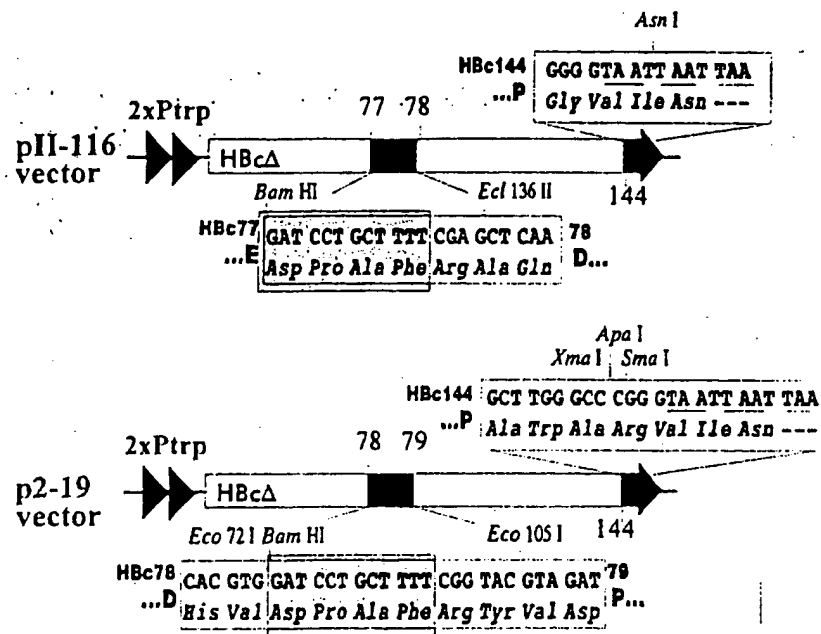 Asn I
HBc144 GGG GTA ATT AAT TAA
...P Gly Val Ile Asn ---
2xPtrp 77 78
pII-116 vector
HBcΔ
Bam HI Ecl 136 II 144
HBc77 GAT CCT GCT TTT CGA GCT CAA 78
...E Asp Pro Ala Phe Arg Ala Gln D...
Apa I
Xma I Sma I
HBc144 GCT TGG GCC CGG GTA ATT AAT TAA
...P Ala Trp Ala Arg Val Ile Asn ---
2xPtrp 78 79
p2-19 vector
HBcΔ
Eco 72 I Bam HI Eco 105 I 144
HBc78 CAC GTG GAT CCT GCT TTT CGG TAC GTA GAT 79
...D His Val Asp Pro Ala Phe Arg Tyr Val Asp P...